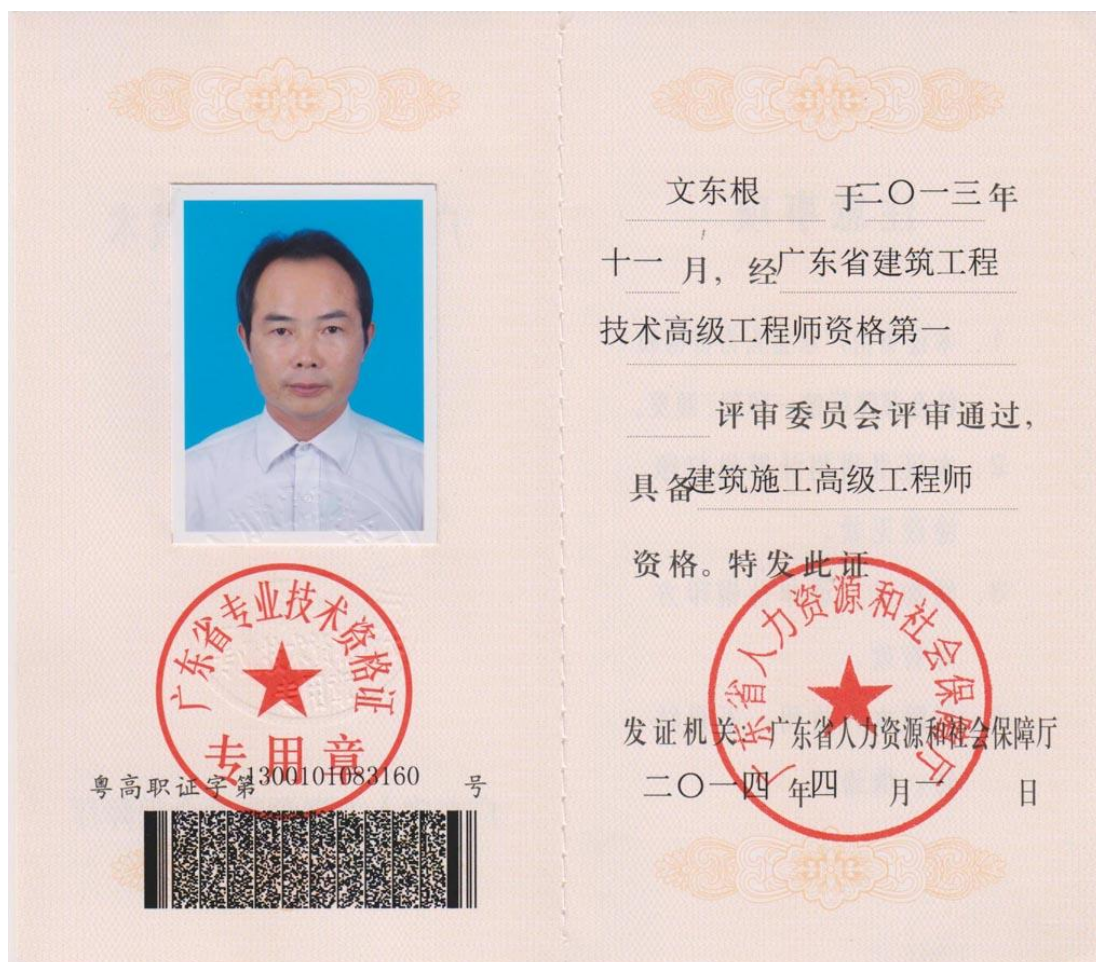 广东省专业技术资格证
专用章
粤高职证字第1300101083160号
文东根 于二〇一三年
十一月，经广东省建筑工程
技术高级工程师资格第一
评审委员会评审通过，
具备建筑施工高级工程师
资格。特发此证
广东省人力资源和社会保障厅
发证机关：广东省人力资源和社会保障厅
二〇一四年四月一日